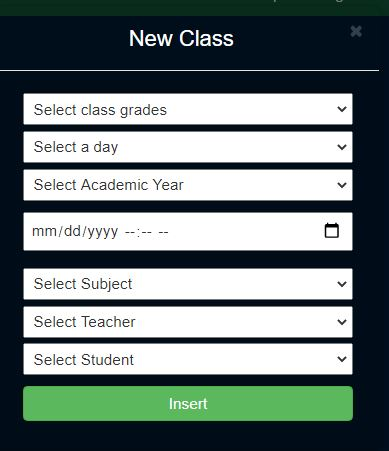 New Class
Select class grades
Select a day
Select Academic Year
mm/dd/yyyy --:-- --
Select Subject
Select Teacher
Select Student
Insert